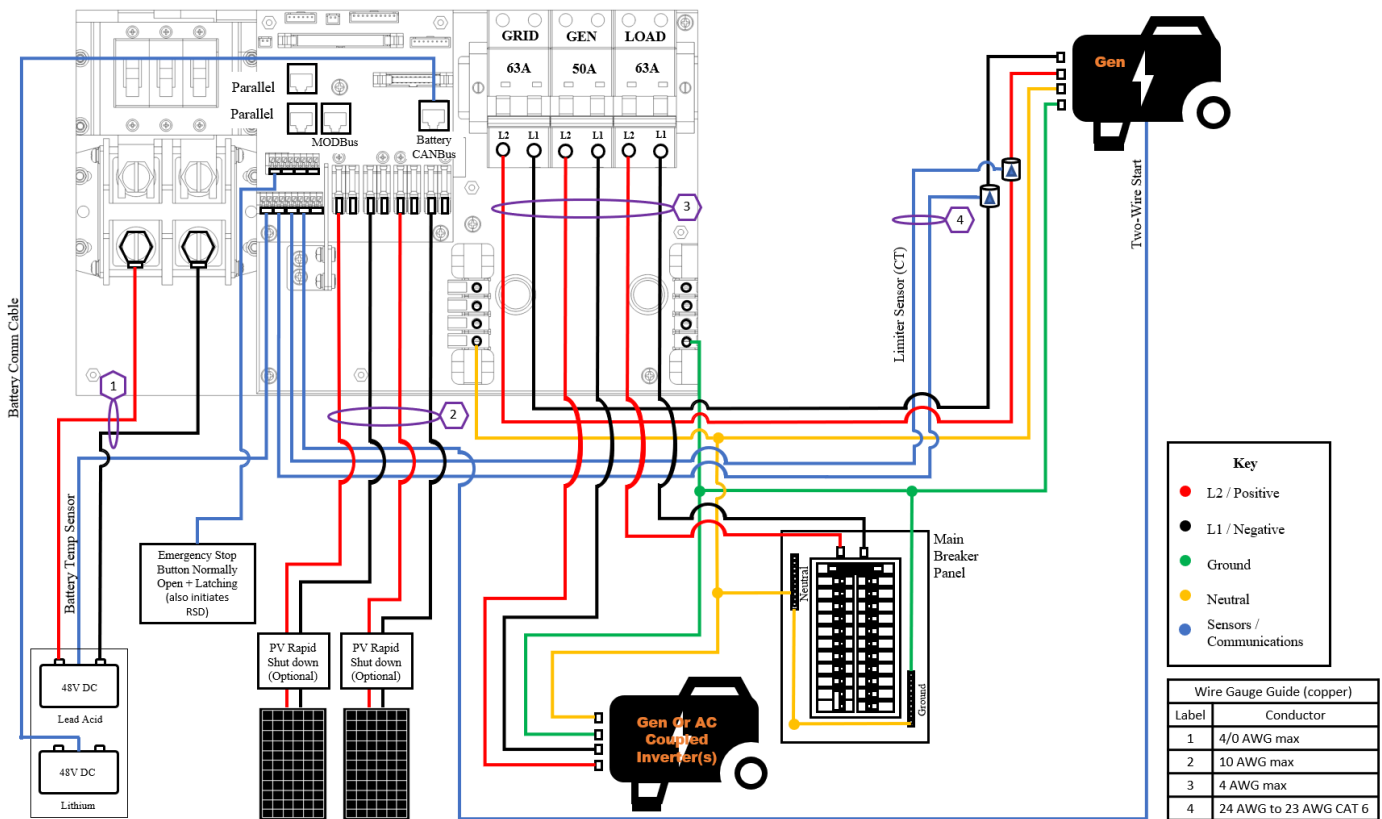 GRID GEN LOAD
63A 50A 63A
L2 L1 L2 L1 L2 L1
Parallel
Parallel
MODBus
Battery
CANBus
Gen
3
4
Two-Wire Start
Limiter Sensor (CT)
Battery Comm Cable
1
2
Battery Temp Sensor
Emergency Stop
Button Normally
Open + Latching
(also initiates
RSD)
PV Rapid
Shut down
(Optional)
PV Rapid
Shut down
(Optional)
48V DC
Lead Acid
48V DC
Lithium
Main
Breaker
Panel
Neutral
Ground
Gen Or AC
Coupled
Inverter(s)
Key
L2 / Positive
L1 / Negative
Ground
Neutral
Sensors /
Communications
Wire Gauge Guide (copper)
Label Conductor
1 4/0 AWG max
2 10 AWG max
3 4 AWG max
4 24 AWG to 23 AWG CAT 6